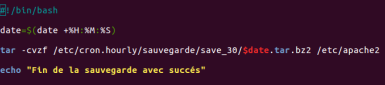 #!/bin/bash
date=$(date +%H:%M:%S)
tar -cvzf /etc/cron.hourly/sauvegarde/save_30/$date.tar.bz2 /etc/apache2
echo "Fin de la sauvegarde avec succés"